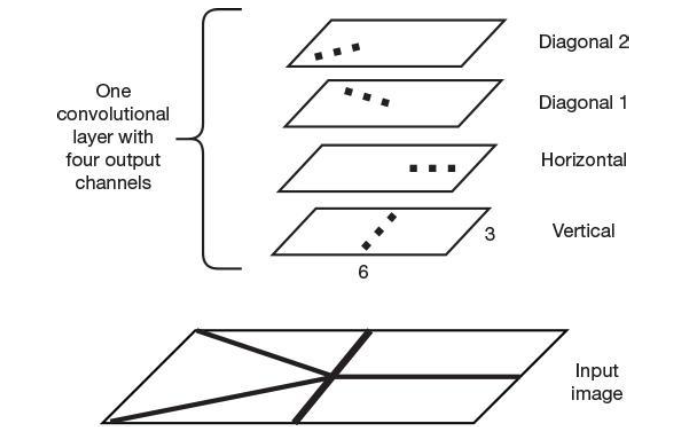 Diagonal 2
One
convolutional
layer with
four output
channels
Diagonal 1
Horizontal
Vertical
3
6
Input
image